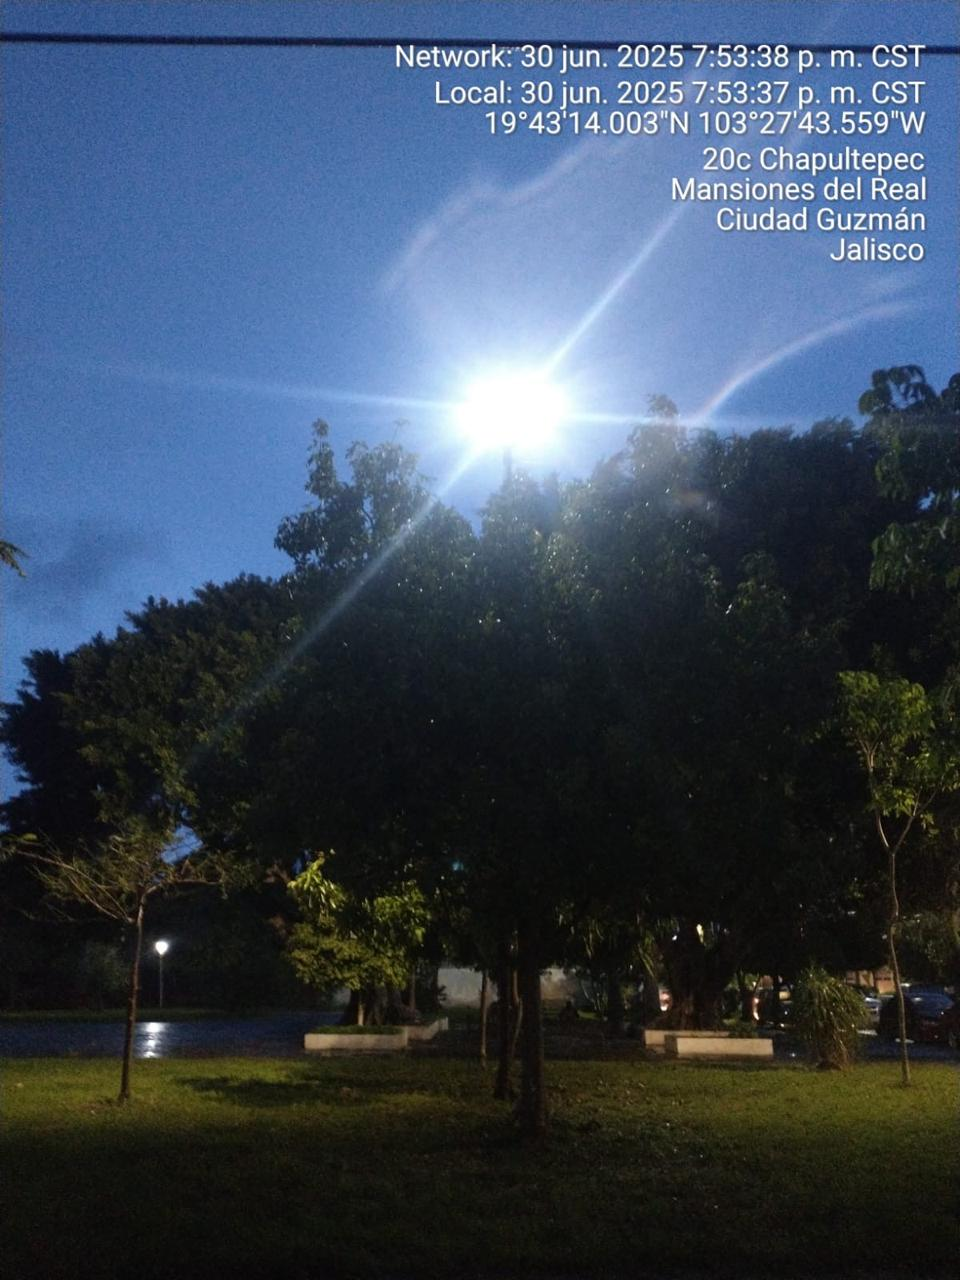 Network: 30 jun. 2025 7:53:38 p. m. CST
Local: 30 jun. 2025 7:53:37 p. m. CST
19°43'14.003"N 103°27'43.559"W
20c Chapultepec
Mansiones del Real
Ciudad Guzmán
Jalisco